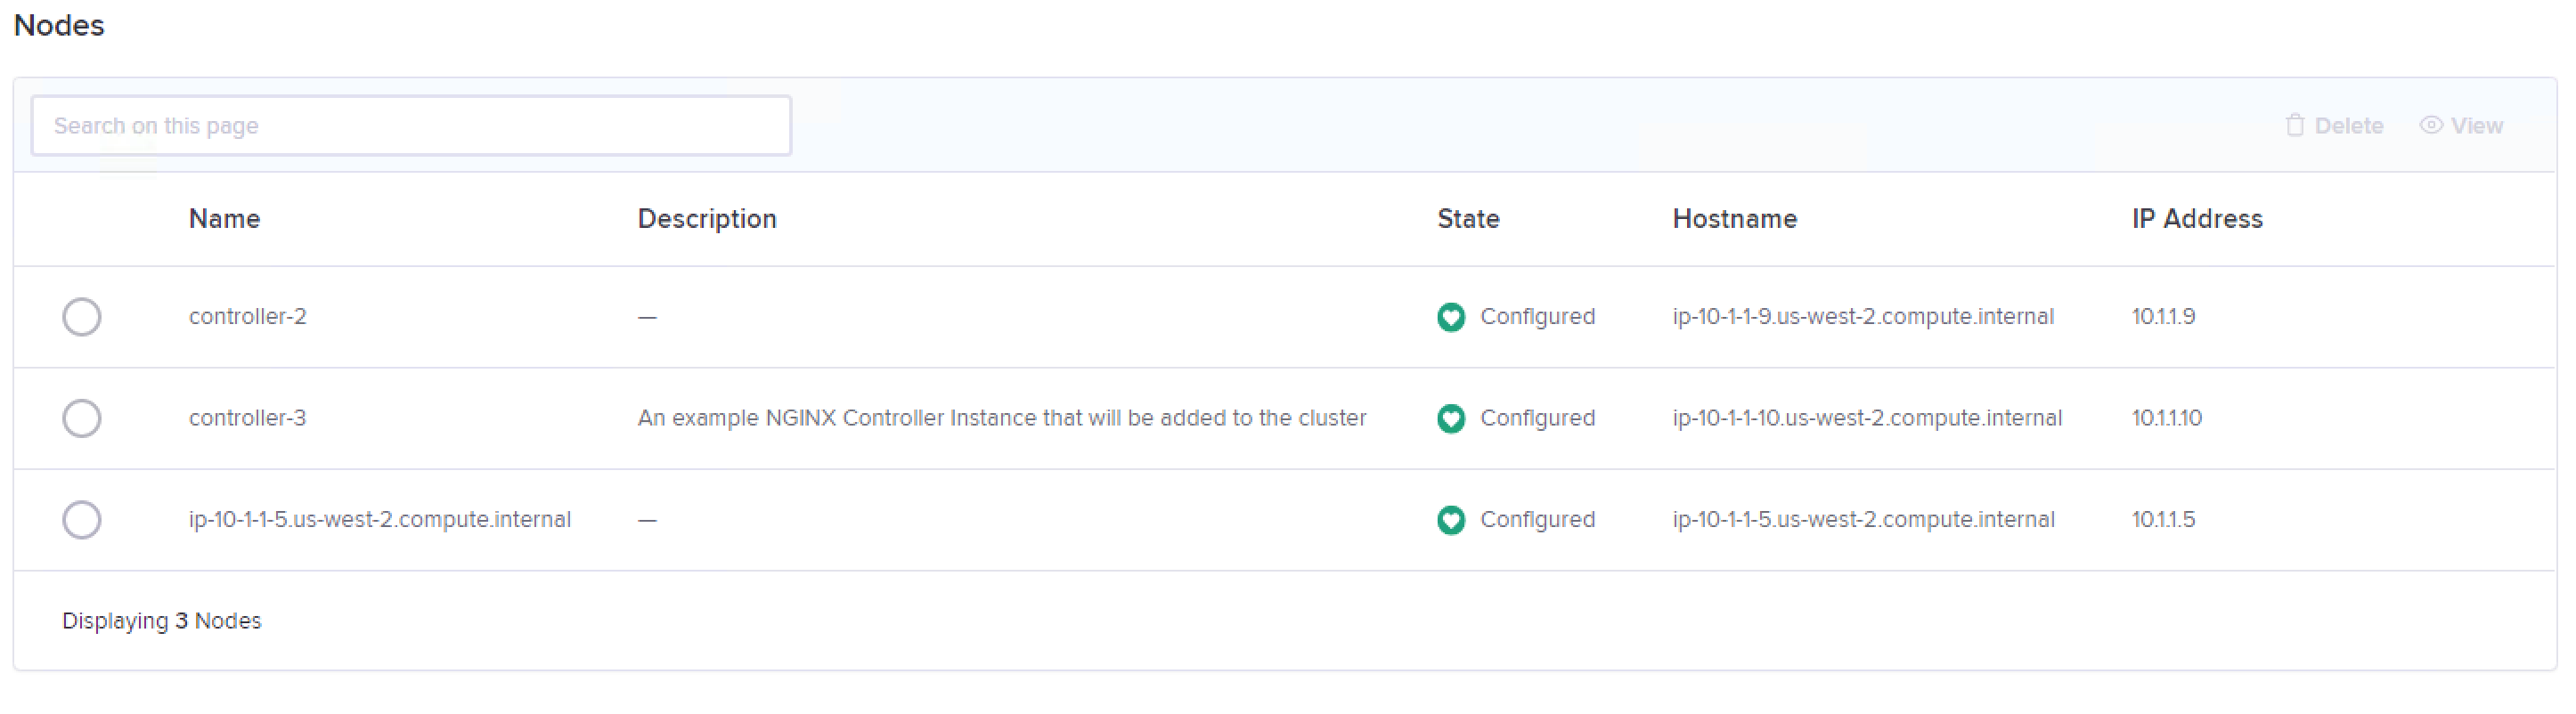 Nodes
Search on this page
Delete View
Name Description State Hostname IP Address
controller-2 — Configured ip-10-1-1-9.us-west-2.compute.internal 10.1.1.9
controller-3 An example NGINX Controller Instance that will be added to the cluster Configured ip-10-1-1-10.us-west-2.compute.internal 10.1.1.10
ip-10-1-1-5.us-west-2.compute.internal — Configured ip-10-1-1-5.us-west-2.compute.internal 10.1.1.5
Displaying 3 Nodes